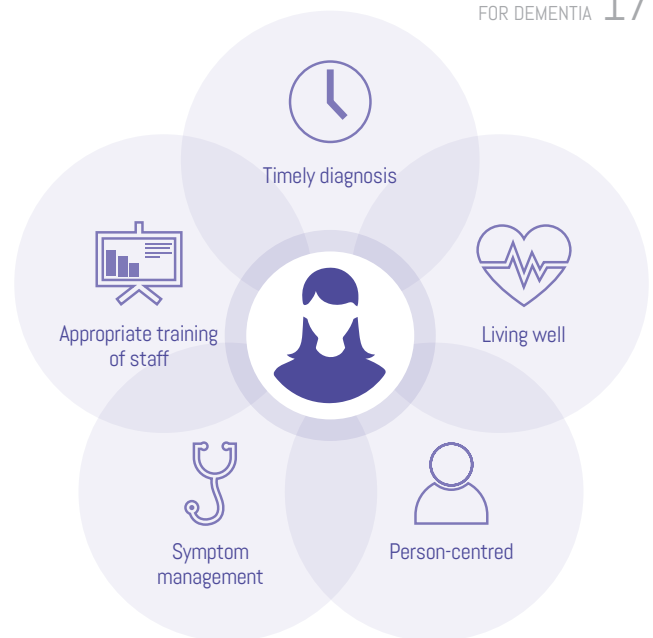 FOR DEMENTIA 17
Timely diagnosis
Appropriate training
of staff
Living well
Symptom
management
Person-centred